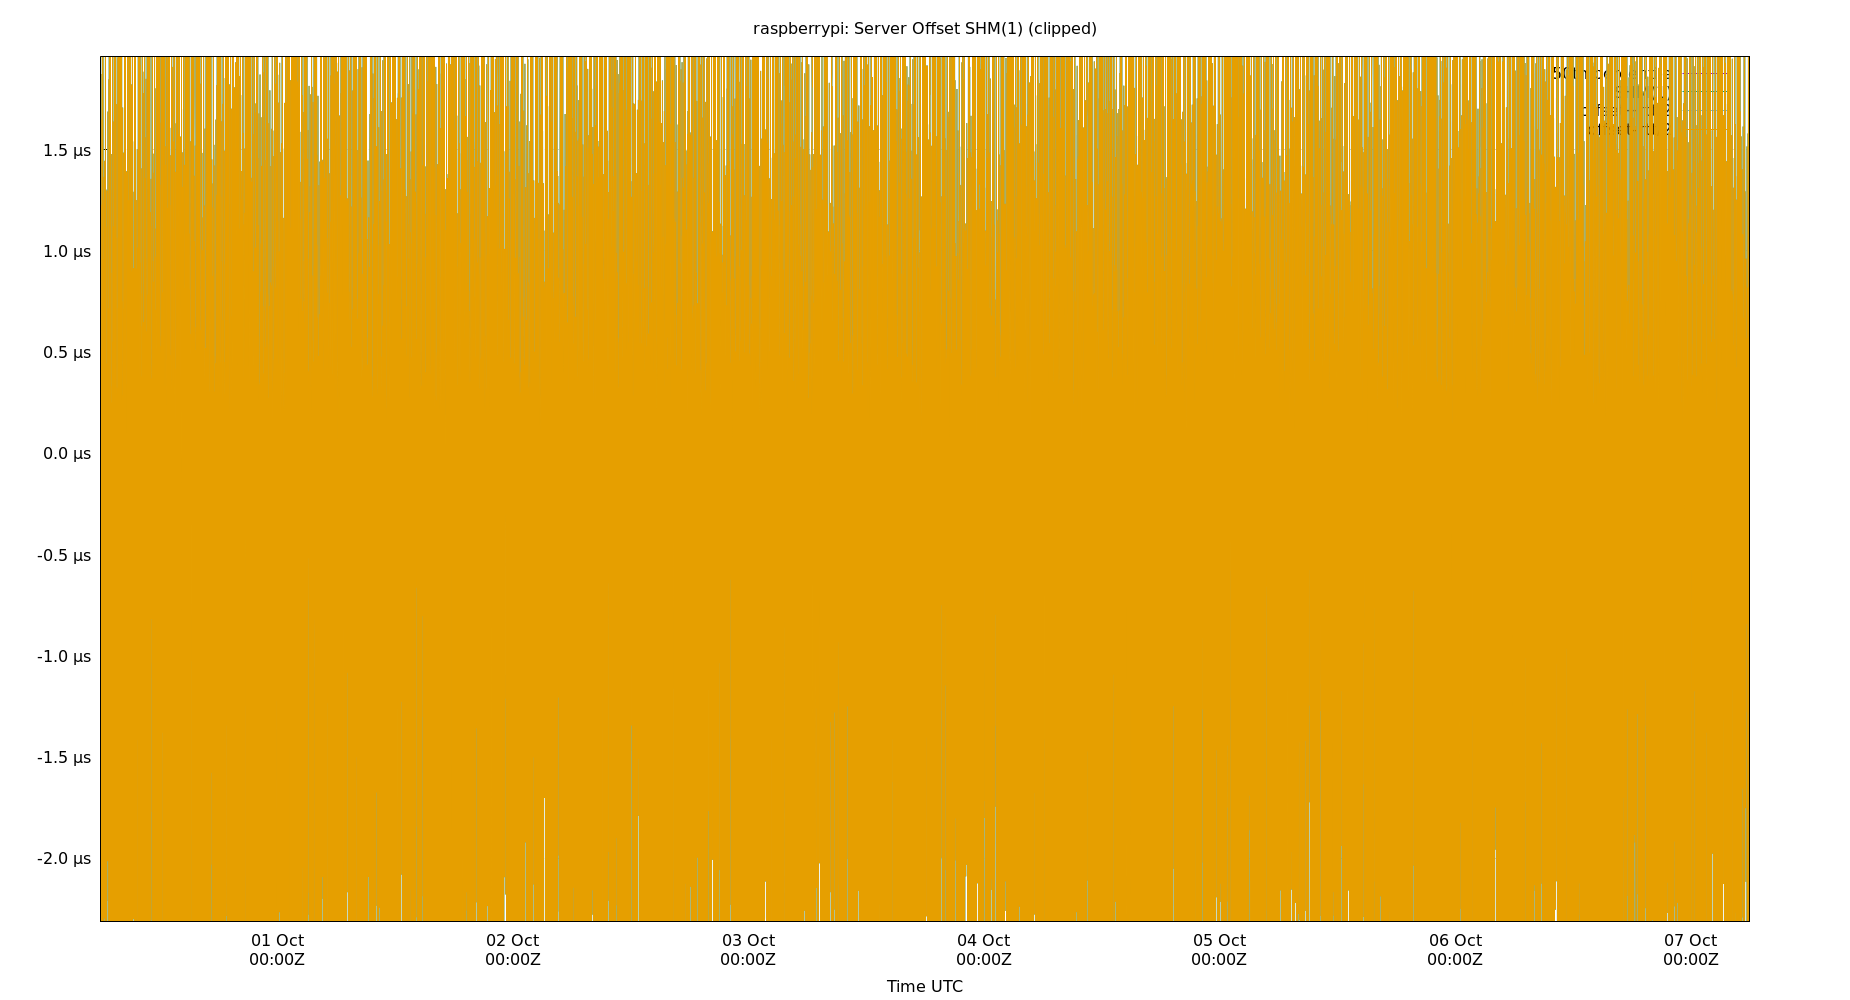 raspberrypi: Server Offset SHM(1) (clipped)
1.5 µs
1.0 µs
0.5 µs
0.0 µs
-0.5 µs
-1.0 µs
-1.5 µs
-2.0 µs
01 Oct 02 Oct 03 Oct 04 Oct 05 Oct 06 Oct 07 Oct
00:00Z 00:00Z 00:00Z 00:00Z 00:00Z 00:00Z 00:00Z
Time UTC